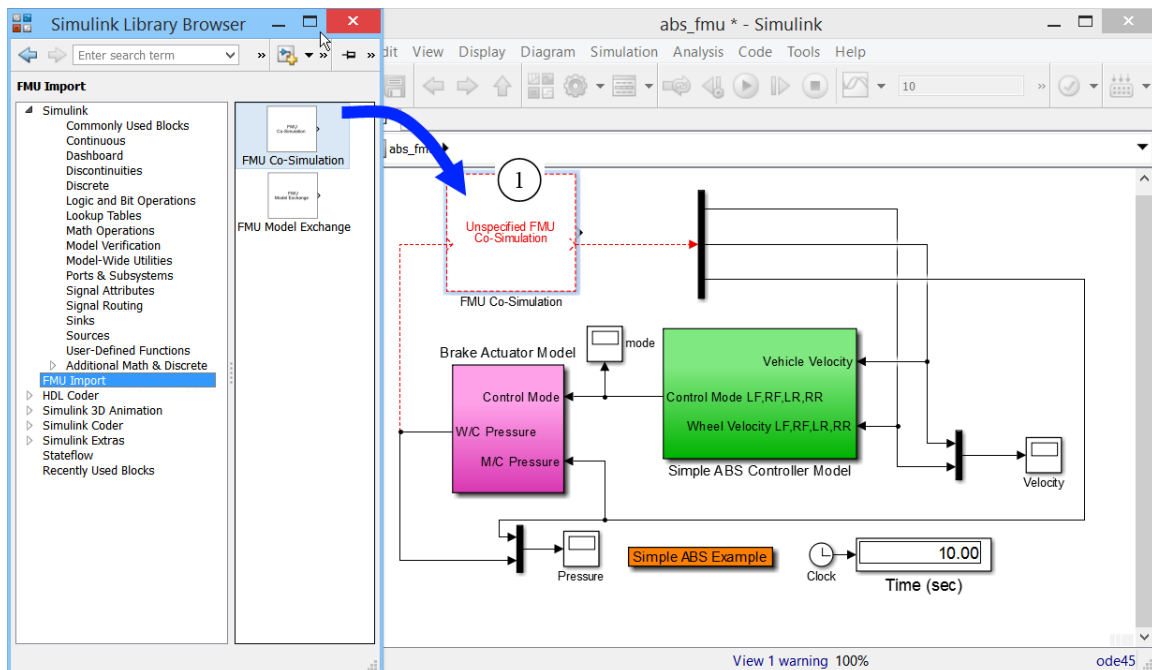 Simulink Library Browser
Enter search term
»
»
»
FMU Import
Simulink
Commonly Used Blocks
Continuous
Dashboard
Discontinuities
Discrete
Logic and Bit Operations
Lookup Tables
Math Operations
Model Verification
Model-Wide Utilities
Ports & Subsystems
Signal Attributes
Signal Routing
Sinks
Sources
User-Defined Functions
Additional Math & Discrete
FMU Import
HDL Coder
Simulink 3D Animation
Simulink Coder
Simulink Extras
Stateflow
Recently Used Blocks
FMU
Co-Simulation
FMU Co-Simulation
FMU
Model Exchange
FMU Model Exchange
abs_fmu * - Simulink
dit View Display Diagram Simulation Analysis Code Tools Help
10
»
abs_fm
1
Unspecified FMU
Co-Simulation
FMU Co-Simulation
Brake Actuator Model
mode
Control Mode
W/C Pressure
M/C Pressure
Vehicle Velocity
Control Mode LF,RF,LR,RR
Wheel Velocity LF,RF,LR,RR
Simple ABS Controller Model
Velocity
Pressure
Simple ABS Example
Clock
10.00
Time (sec)
View 1 warning 100%
ode45